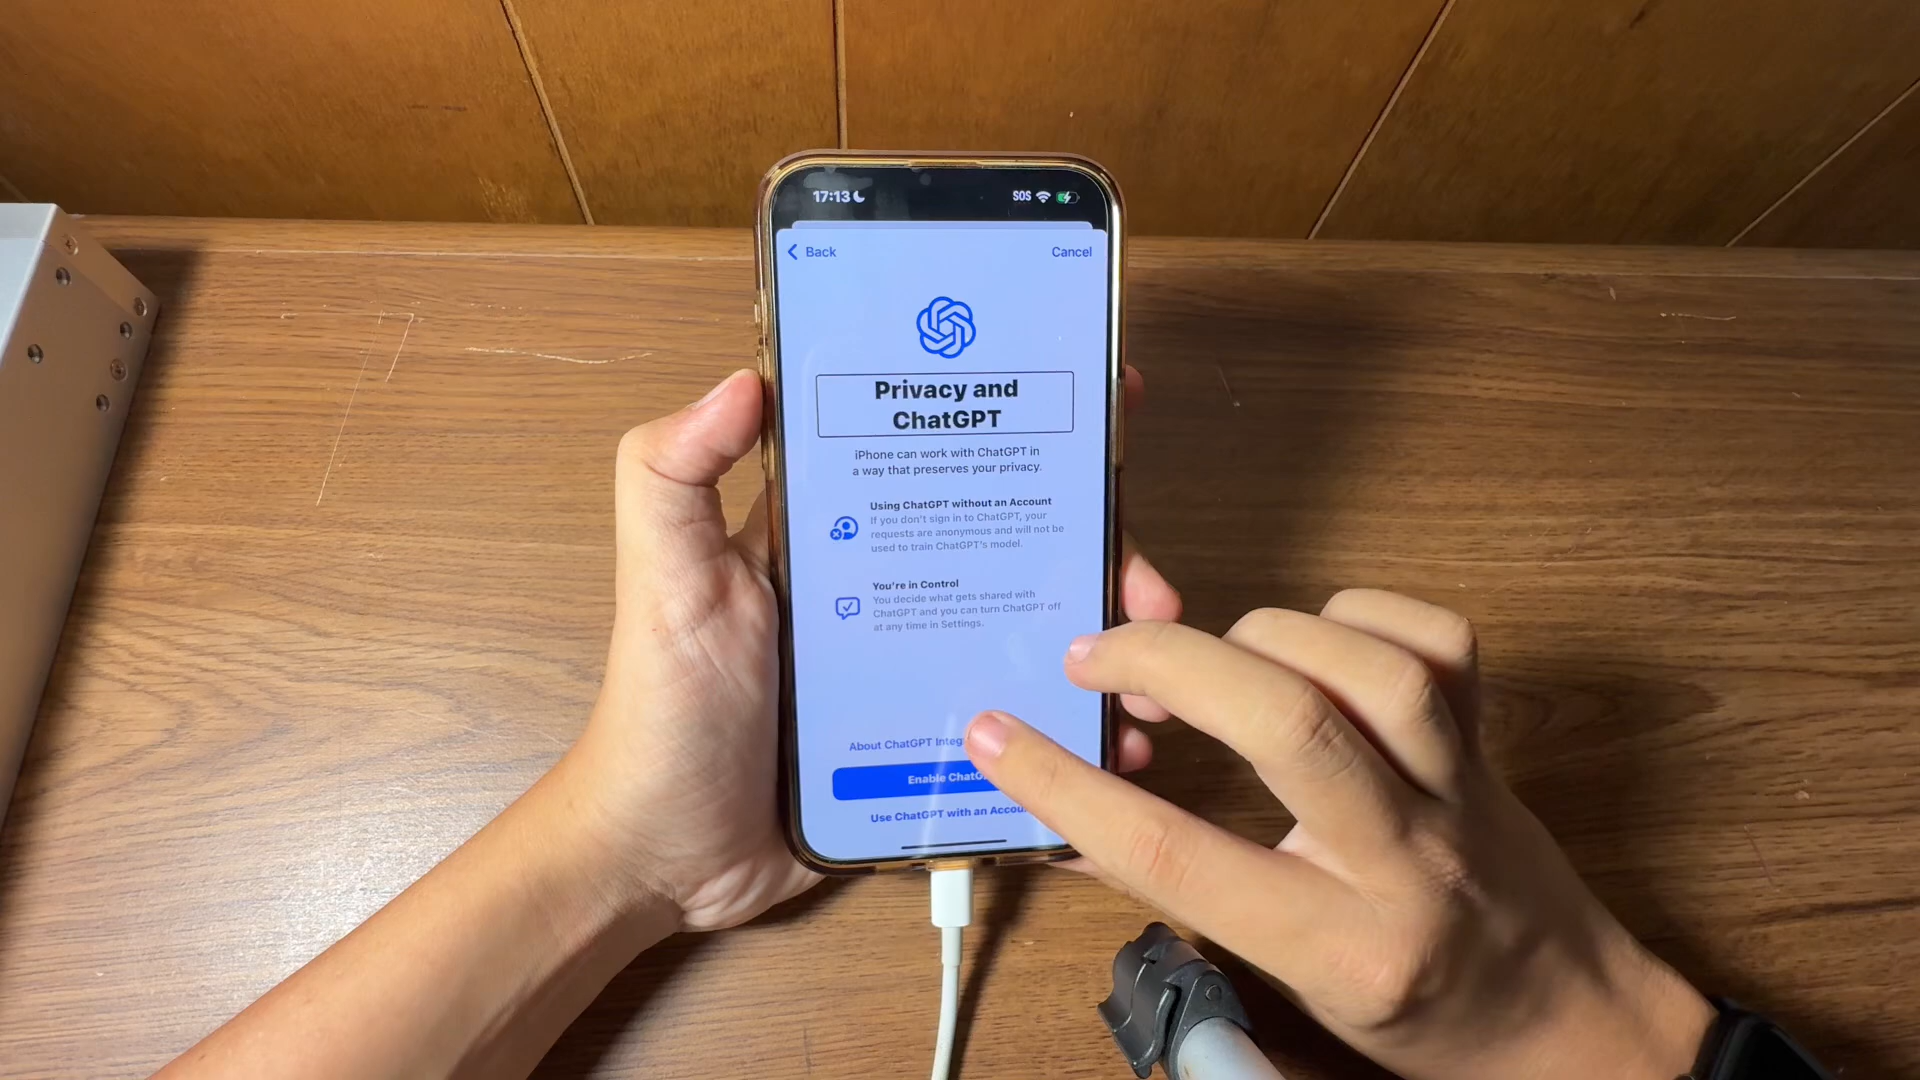 17:13
SOS
Back
Cancel
Privacy and
ChatGPT
iPhone can work with ChatGPT in
a way that preserves your privacy.
Using ChatGPT without an Account
If you don't sign in to ChatGPT, your
requests are anonymous and will not be
used to train ChatGPT's model.
You're in Control
You decide what gets shared with
ChatGPT and you can turn ChatGPT off
at any time in Settings.
About ChatGPT
Enable
Use ChatGPT with an